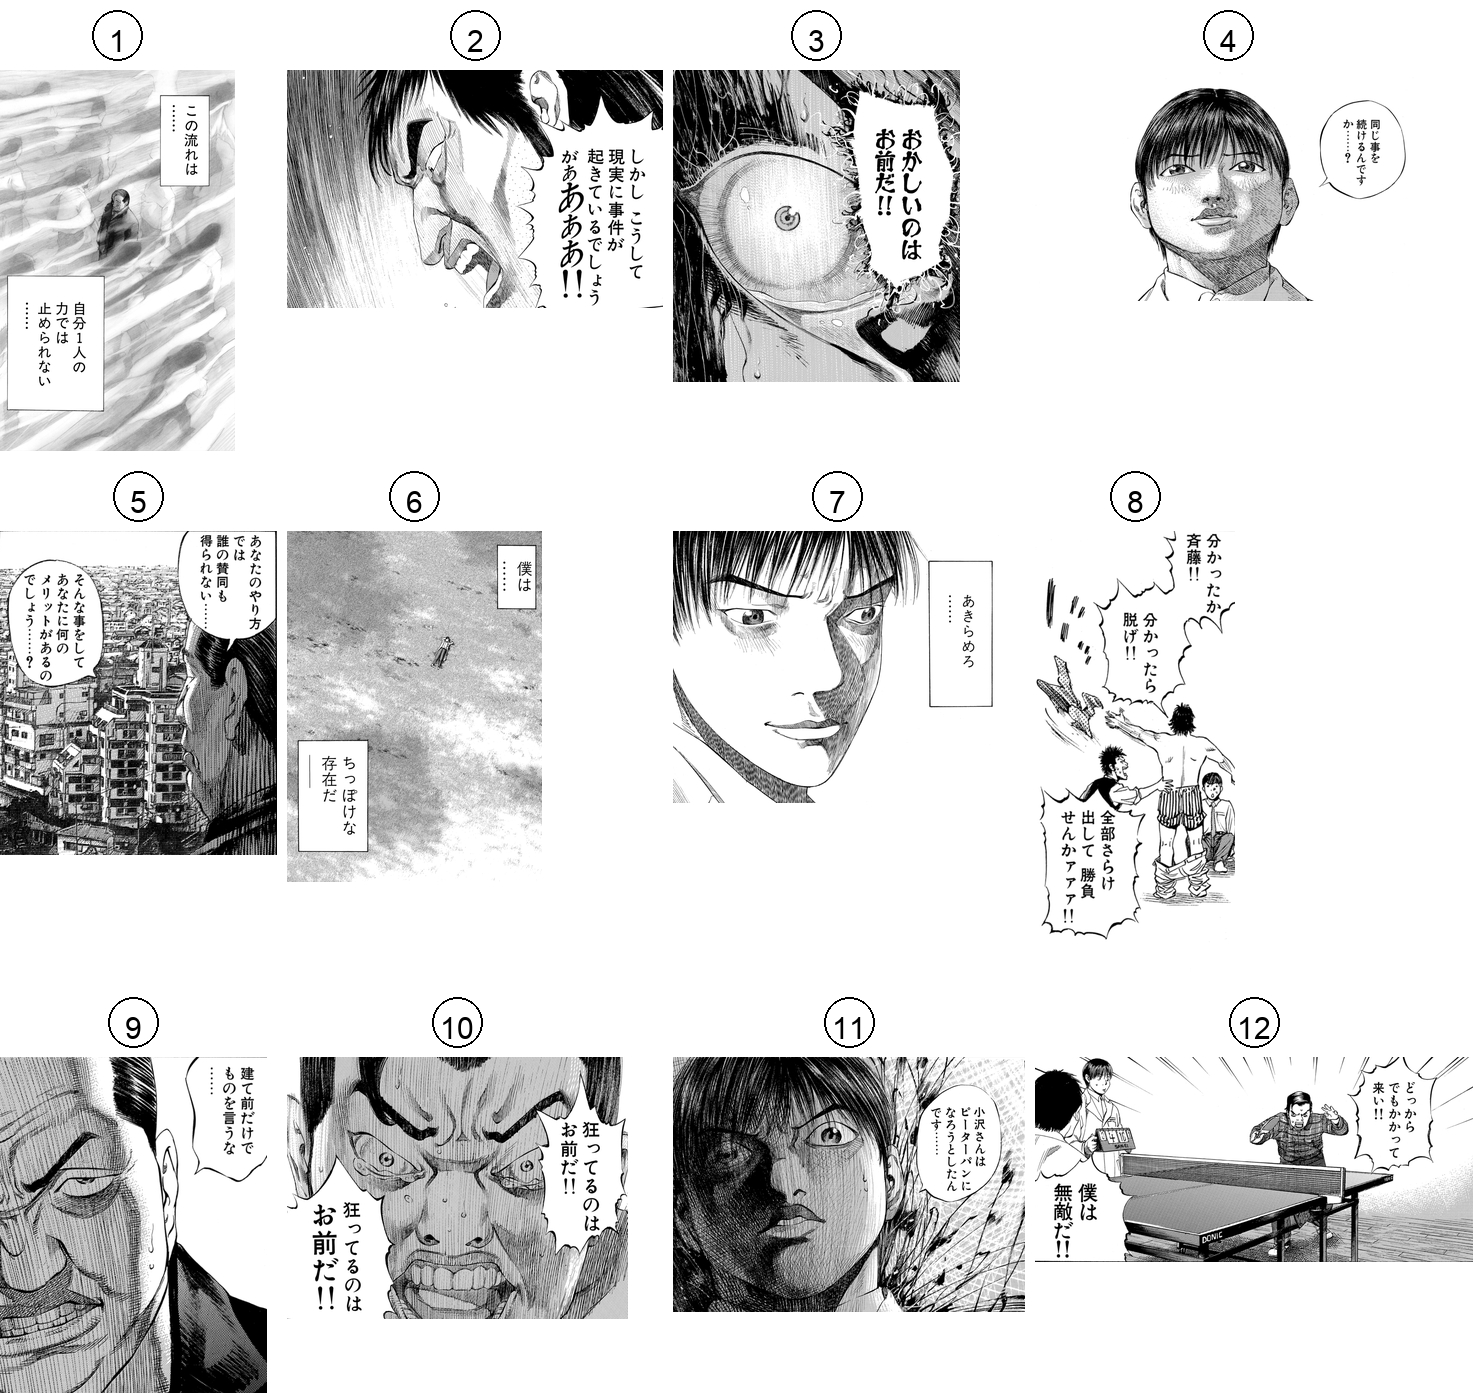 1
この流れは
……
自分1人の
力では
止められない
……
2
しかし こうして
現実に事件が
起きているでしょう
がぁあああ!!
3
おかしいのは
お前だ!!
4
同じ事を
続けるんです
か……?
5
あなたのやり方
では
誰の賛同も
得られない……
そんな事をして
あなたに何の
メリットがあるの
でしょう……?
6
僕は
……
ちっぽけな
存在だ
――
7
あきらめろ
……
8
分かったか
斉藤!!
分かったら
脱げ!!
全部さらけ
出して 勝負
せんかァァァ!!
9
建て前だけで
ものを言うな
……
10
狂ってるのは
お前だ!!
狂ってるのは
お前だ!!
11
小沢さんは
ピーターパンに
なろうとしたん
です……
12
どっから
でもかかって
来い!!
僕は
無敵だ!!
DONIC